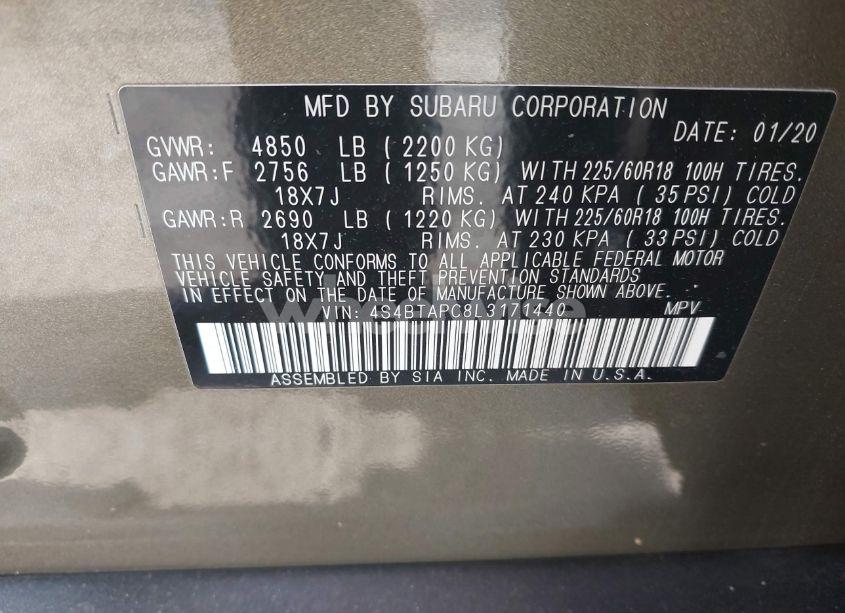 MFD BY SUBARU CORPORATION
DATE: 01/20
GVWR: 4850 LB ( 2200 KG)
GAWR:F 2756 LB ( 1250 KG) WITH 225/60R18 100H TIRES.
18X7J RIMS. AT 240 KPA ( 35 PSI) COLD
GAWR:R 2690 LB ( 1220 KG) WITH 225/60R18 100H TIRES.
18X7J RIMS. AT 230 KPA ( 33 PSI) COLD
THIS VEHICLE CONFORMS TO ALL APPLICABLE FEDERAL MOTOR
VEHICLE SAFETY AND THEFT PREVENTION STANDARDS
IN EFFECT ON THE DATE OF MANUFACTURE SHOWN ABOVE.
VIN: 4S4BTAPC8L3171440 MPV
ASSEMBLED BY SIA INC. MADE IN U.S.A.